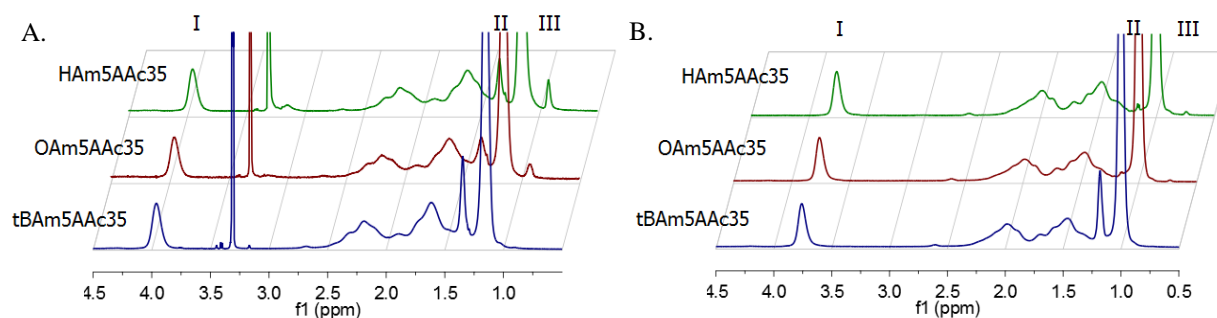 A.
I
II
III
HAm5AAc35
OAm5AAc35
tBAm5AAc35
4.5 4.0 3.5 3.0 2.5 2.0 1.5 1.0
f1 (ppm)
B.
I
II
III
HAm5AAc35
OAm5AAc35
tBAm5AAc35
4.5 4.0 3.5 3.0 2.5 2.0 1.5 1.0 0.5
f1 (ppm)